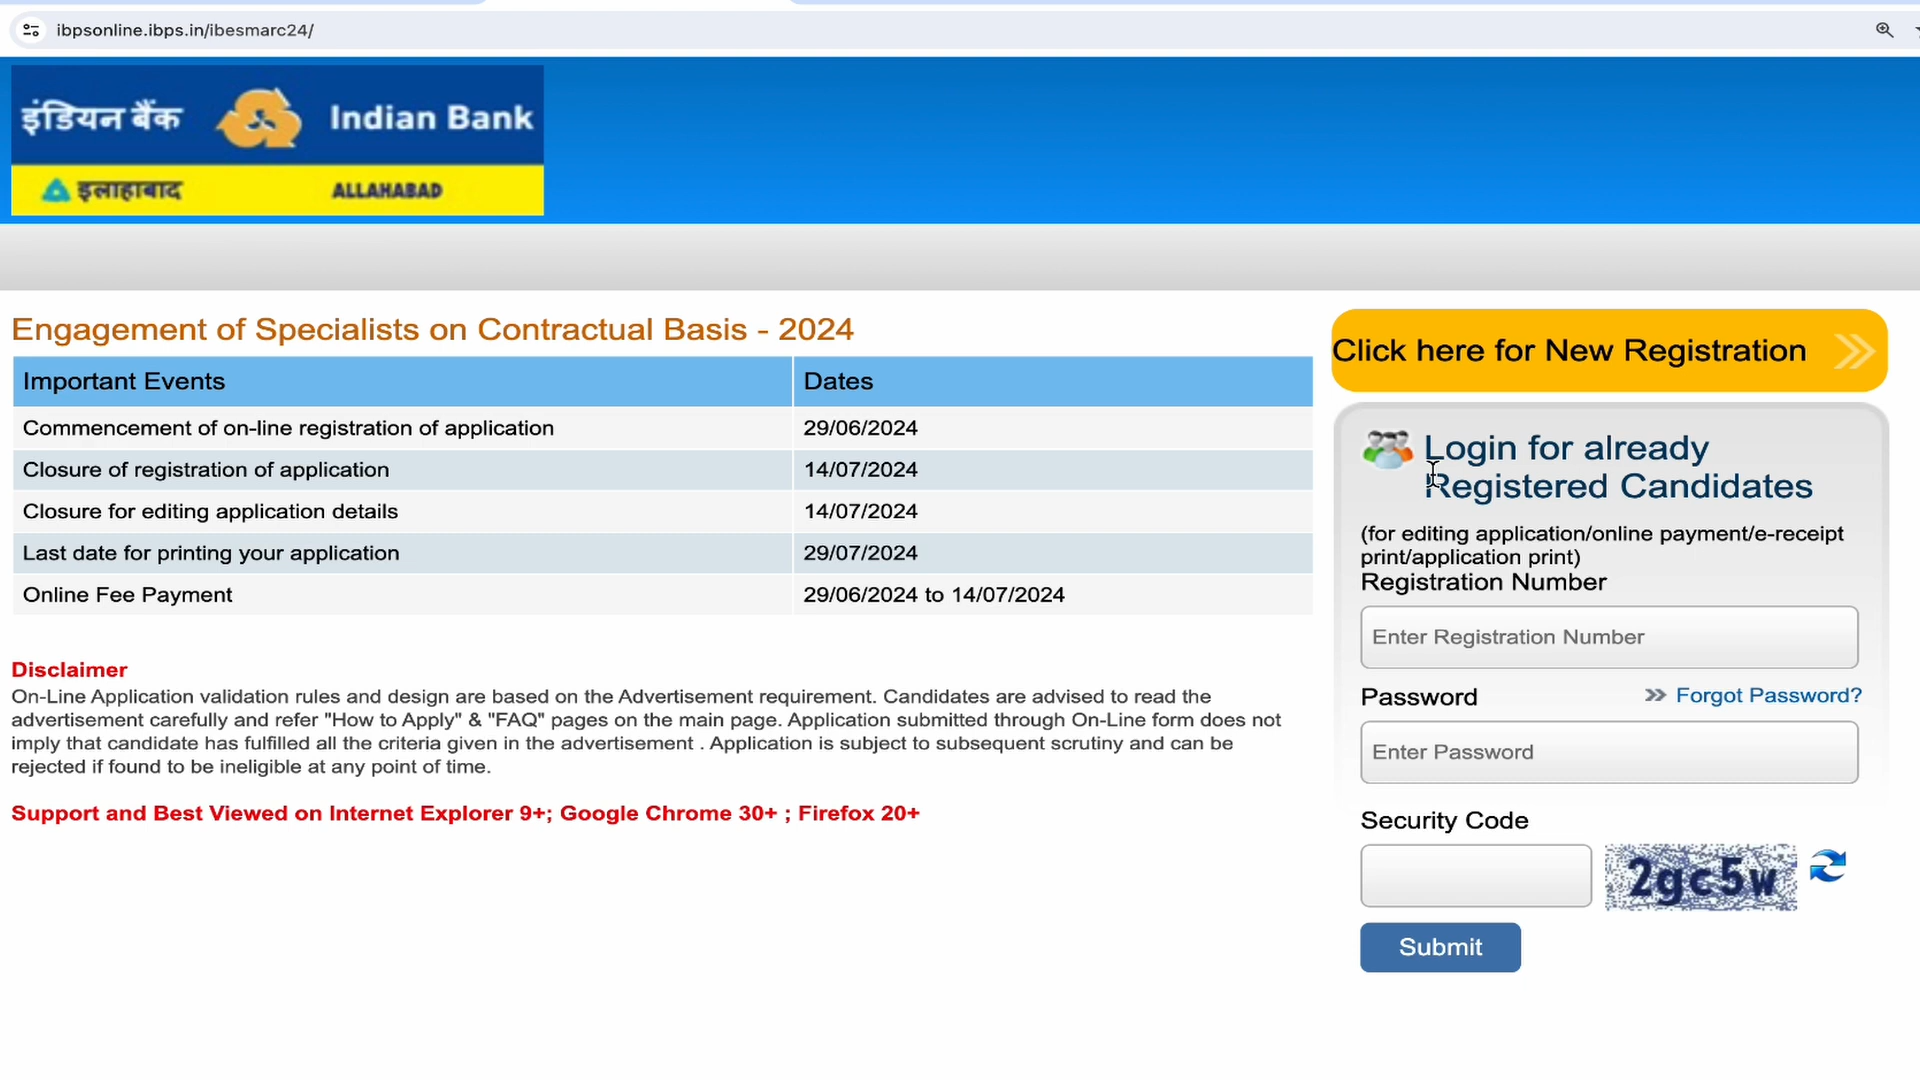 ibpsonline.ibps.in/ibesmarc24/
इंडियन बैंक Indian Bank
इलाहाबाद ALLAHABAD
Engagement of Specialists on Contractual Basis - 2024
Important Events Dates
Commencement of on-line registration of application 29/06/2024
Closure of registration of application 14/07/2024
Closure for editing application details 14/07/2024
Last date for printing your application 29/07/2024
Online Fee Payment 29/06/2024 to 14/07/2024
Disclaimer
On-Line Application validation rules and design are based on the Advertisement requirement. Candidates are advised to read the
advertisement carefully and refer "How to Apply" & "FAQ" pages on the main page. Application submitted through On-Line form does not
imply that candidate has fulfilled all the criteria given in the advertisement . Application is subject to subsequent scrutiny and can be
rejected if found to be ineligible at any point of time.
Support and Best Viewed on Internet Explorer 9+; Google Chrome 30+ ; Firefox 20+
Click here for New Registration
Login for already
Registered Candidates
(for editing application/online payment/e-receipt
print/application print)
Registration Number
Enter Registration Number
Password Forgot Password?
Enter Password
Security Code
2gc5w
Submit